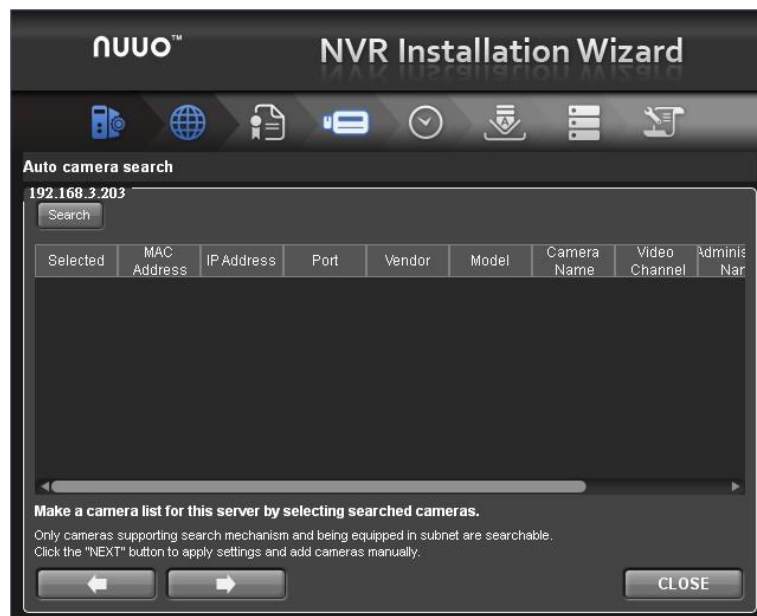 nuuo™
NVR Installation Wizard
Auto camera search
192.168.3.203
Search
Selected
MAC Address
IP Address
Port
Vendor
Model
Camera Name
Video Channel
Make a camera list for this server by selecting searched cameras.
Only cameras supporting search mechanism and being equipped in subnet are searchable.
Click the "NEXT" button to apply settings and add cameras manually.
CLOSE